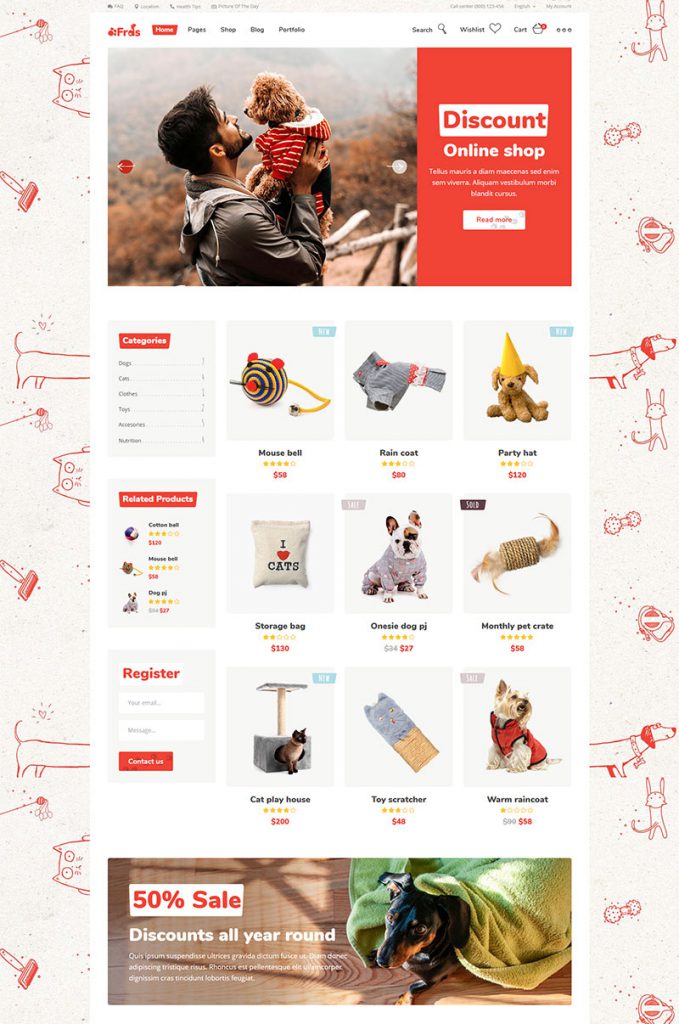 FAQ Location Health Tips Picture Of The Day
Call center (800) 123-456 English My Account
Frøs Home Pages Shop Blog Portfolio
Search Wishlist Cart
Discount
Online shop
Tellus mauris a diam maecenas sed enim
sem viverra. Aliquam vestibulum morbi
blandit cursus.
Read more
Categories
Dogs
Cats
Clothes
Toys
Accesories
Nutrition
Related Products
Cotton ball
$120
Mouse bell
$58
Dog pj
$34 $27
Register
Your email...
Message...
Contact us
New
Mouse bell
$58
Rain coat
$80
New
Party hat
$120
I
CATS
Storage bag
$130
Sale
Onesie dog pj
$34 $27
Sold
Monthly pet crate
$58
New
Cat play house
$200
Toy scratcher
$48
Sale
Warm raincoat
$90 $58
50% Sale
Discounts all year round
Quis ipsum suspendisse ultrices gravida dictum fusce ut. Diam donec
adipiscing tristique risus. Rhoncus est pellentesque elit ullamcorper
dignissim cras tincidunt lobortis feugiat.